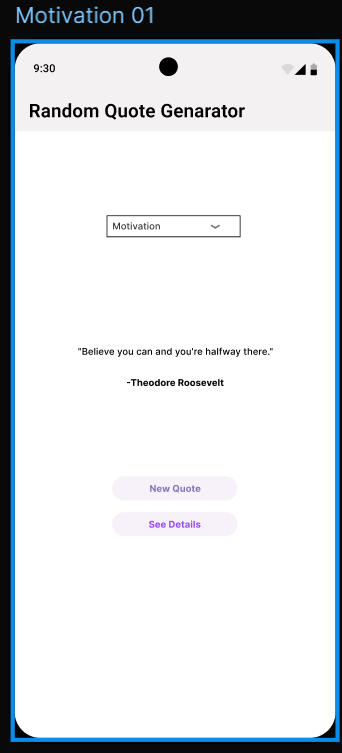 Motivation 01
9:30
Random Quote Genarator
Motivation
"Believe you can and you're halfway there."
-Theodore Roosevelt
New Quote
See Details